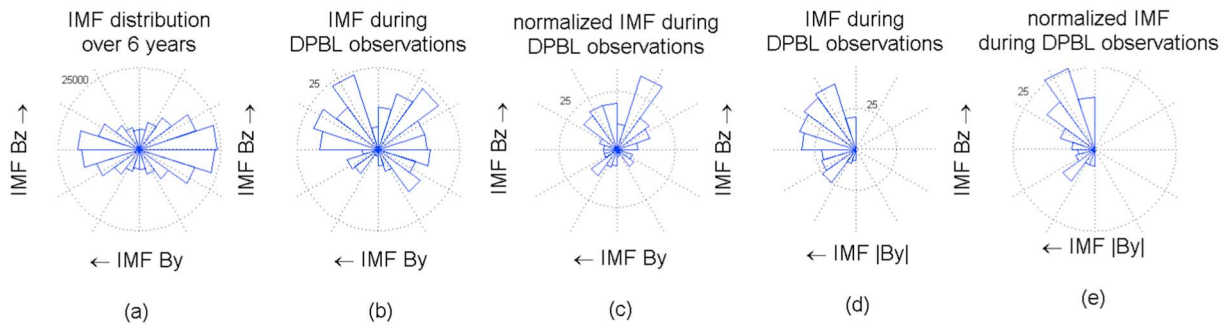 IMF distribution
over 6 years
25000
IMF Bz →
← IMF By
(a)
IMF during
DPBL observations
25
IMF Bz →
← IMF By
(b)
normalized IMF during
DPBL observations
25
IMF Bz →
← IMF By
(c)
IMF during
DPBL observations
25
IMF Bz →
← IMF |By|
(d)
normalized IMF
during DPBL observations
25
IMF Bz →
← IMF |By|
(e)